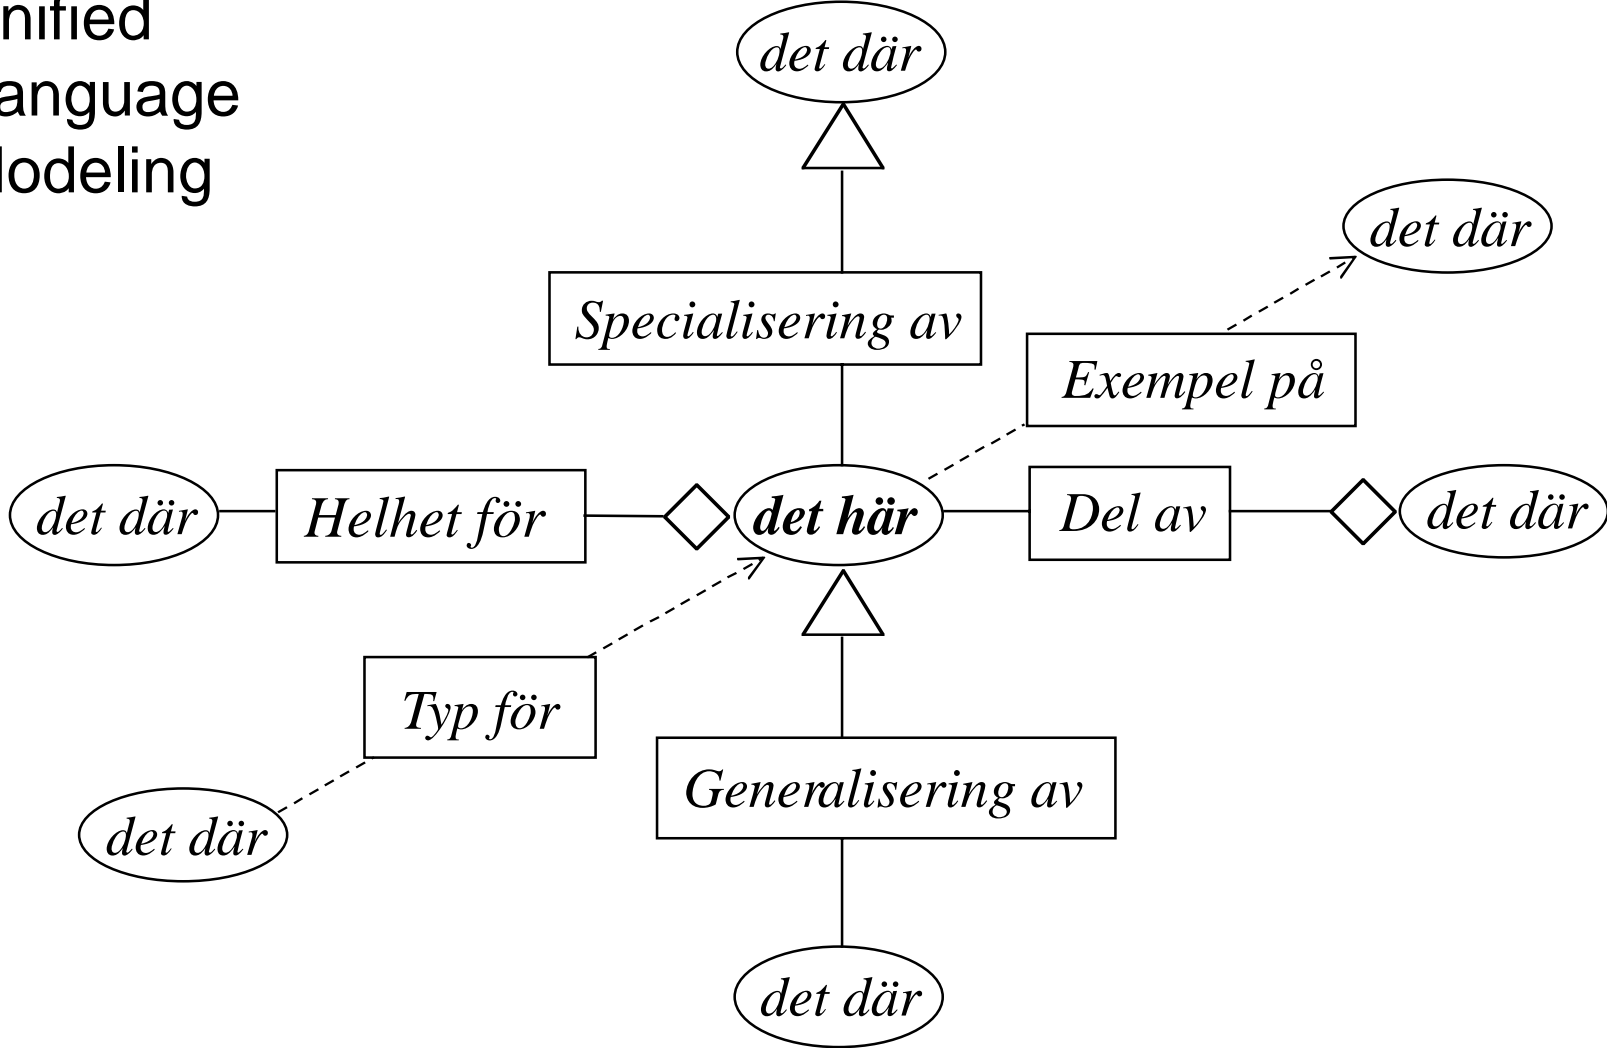 nified
anguage
odeling
det där
det där
Specialisering av
Exempel på
det där
Helhet för
det här
Del av
det där
Typ för
Generalisering av
det där
det där